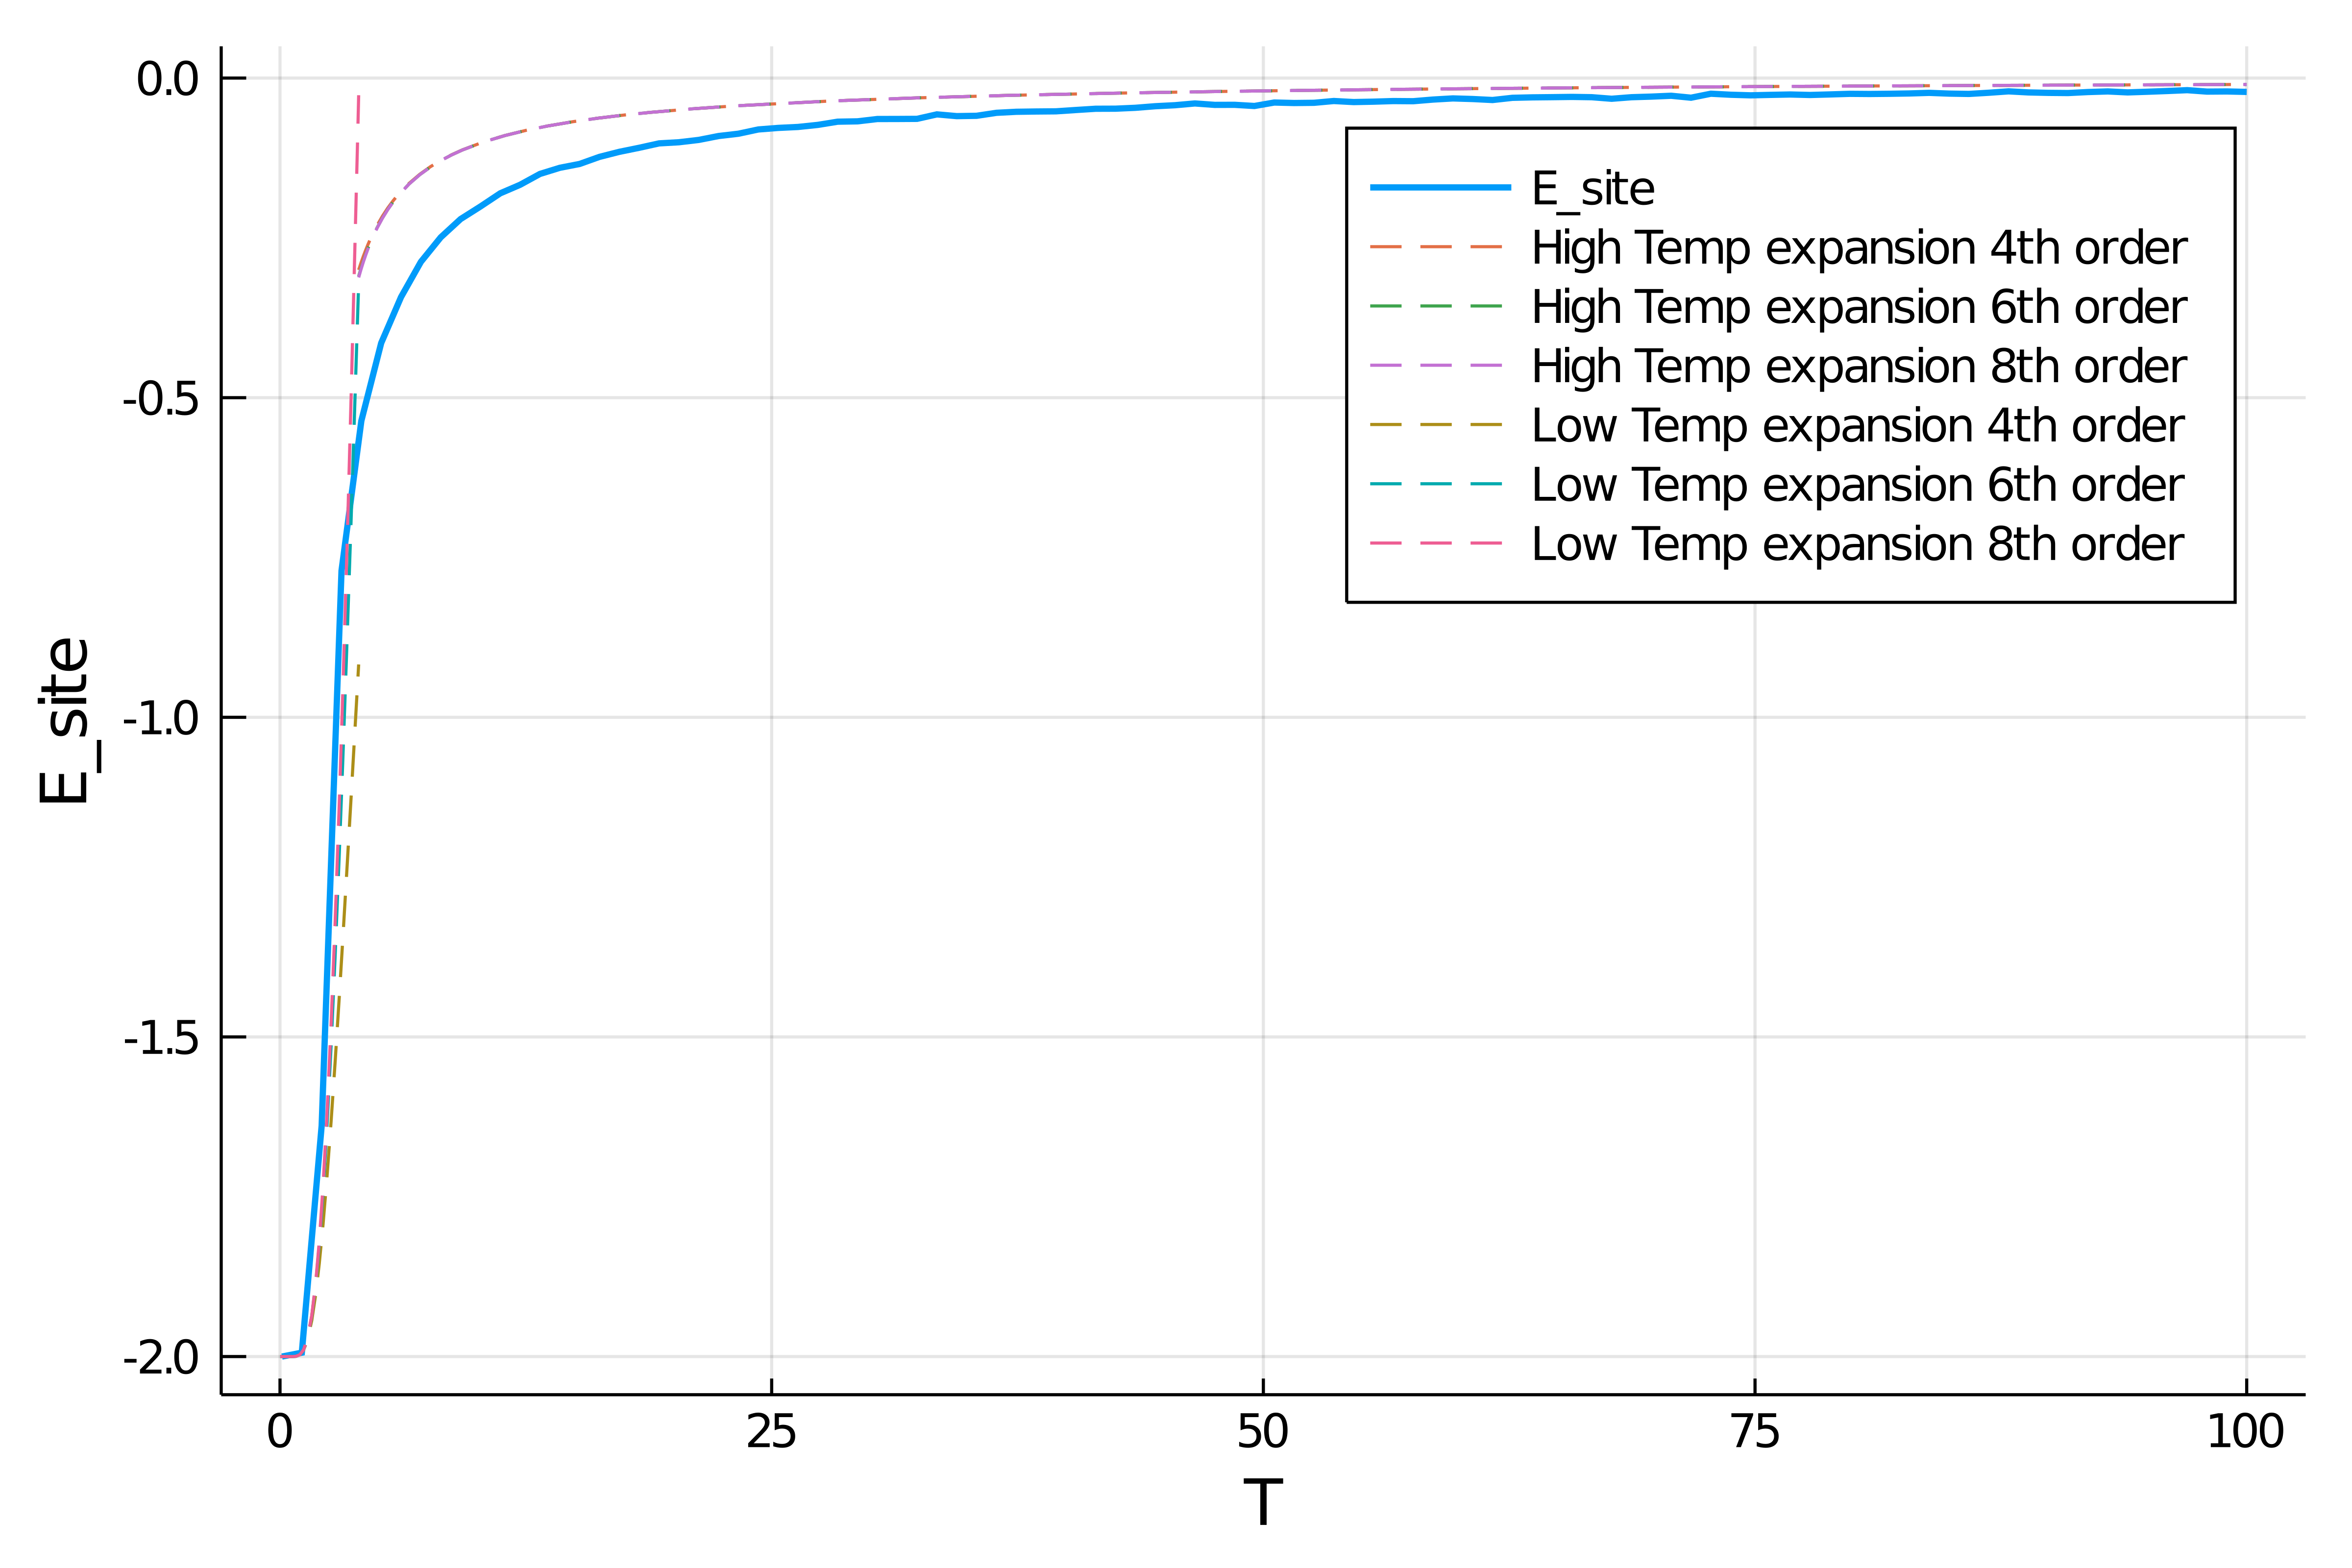 0.0
-0.5
-1.0
-1.5
-2.0
E_site
E_site
High Temp expansion 4th order
High Temp expansion 6th order
High Temp expansion 8th order
Low Temp expansion 4th order
Low Temp expansion 6th order
Low Temp expansion 8th order
0 25 50 75 100
T